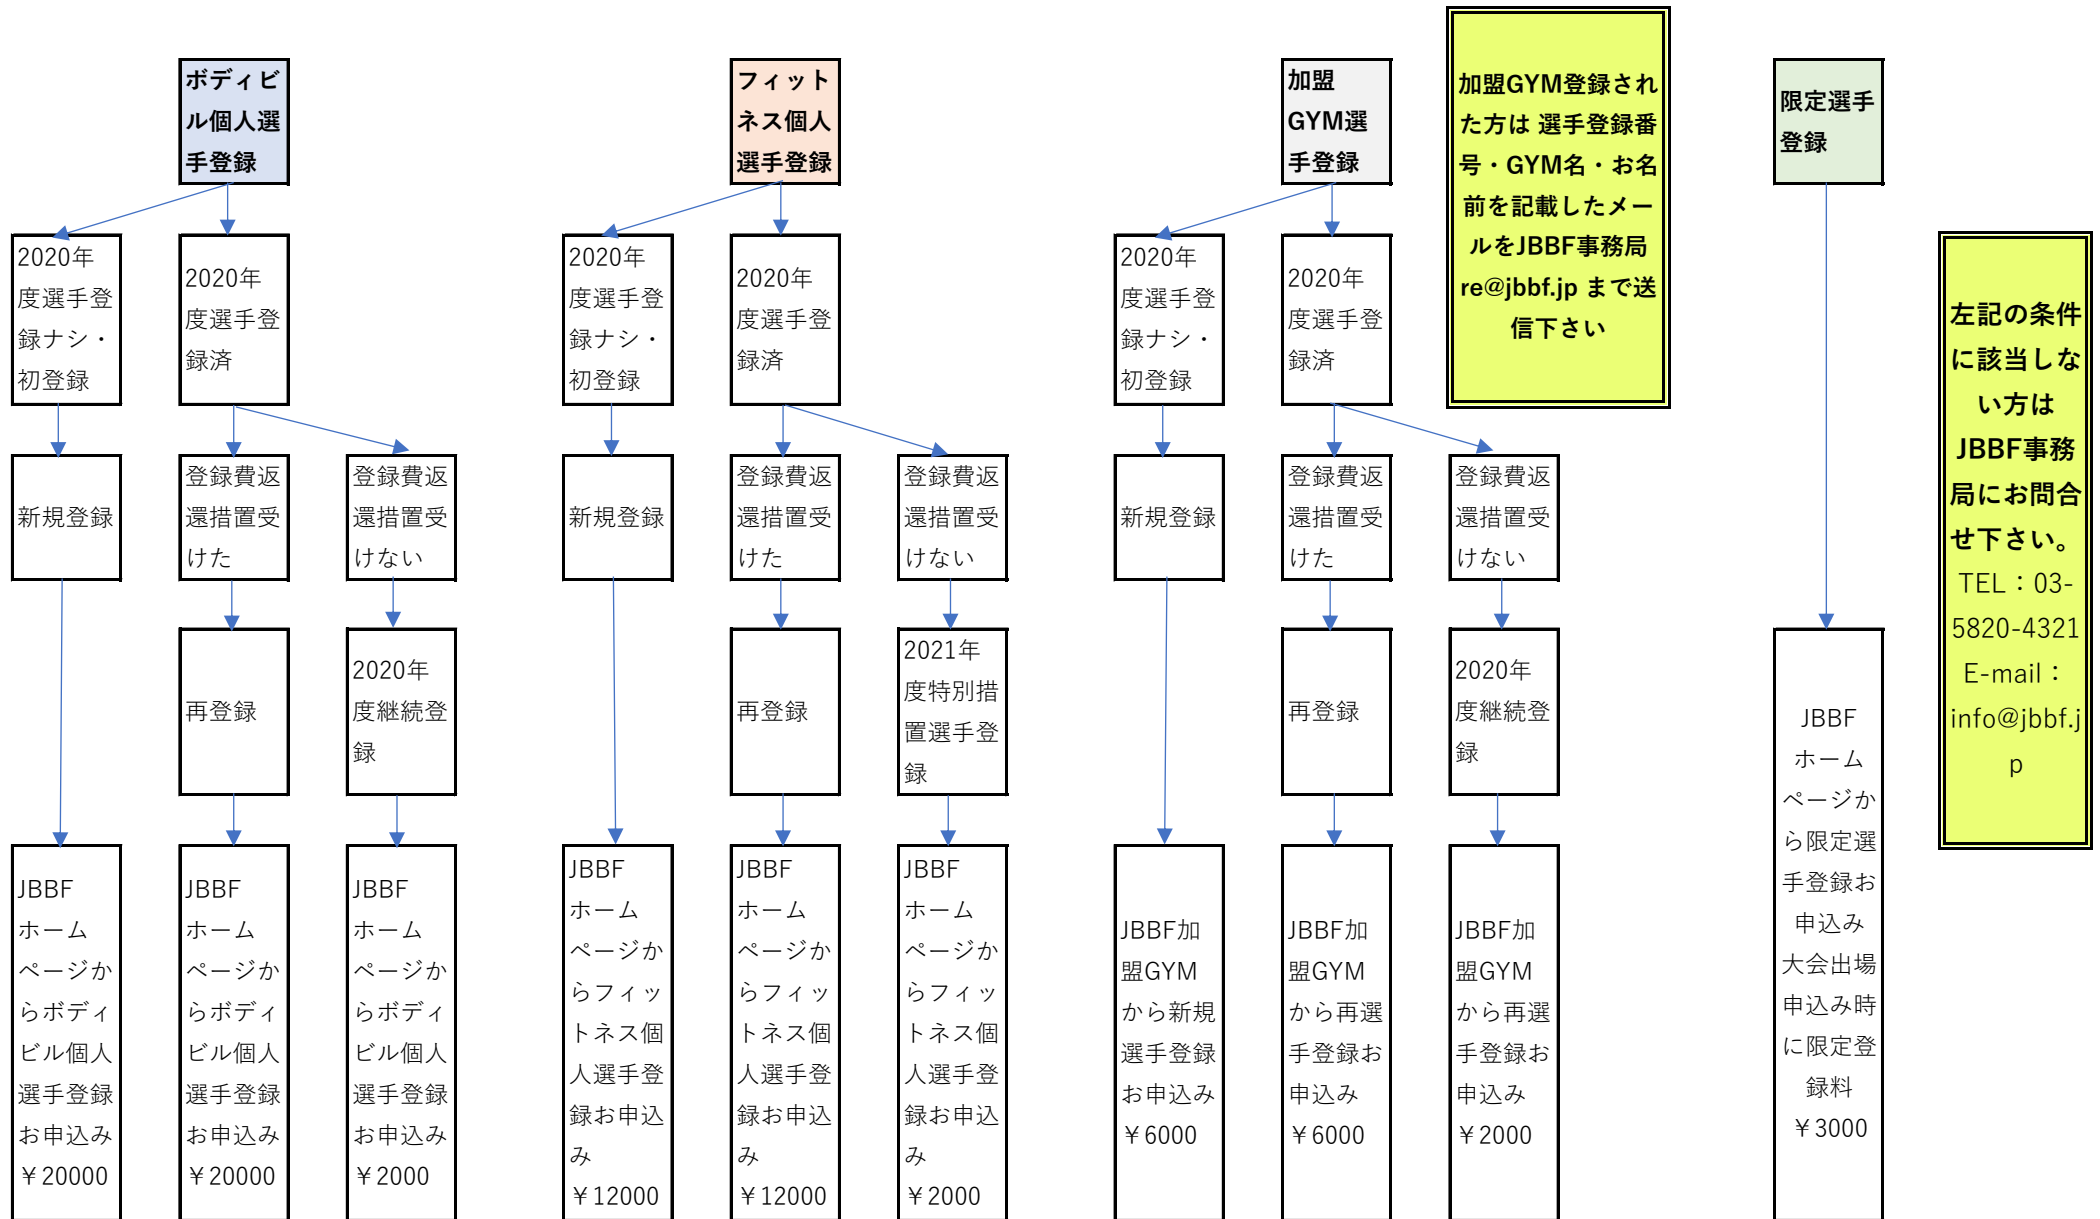 ボディビ
ル個人選
手登録
フィット
ネス個人
選手登録
加盟
GYM選
手登録
加盟GYM登録され
た方は 選手登録番
号・GYM名・お名
前を記載したメー
ルをJBBF事務局
re@jbbf.jp まで送
信下さい
限定選手
登録
2020年
度選手登
録ナシ・
初登録
2020年
度選手登
録済
2020年
度選手登
録ナシ・
初登録
2020年
度選手登
録済
2020年
度選手登
録ナシ・
初登録
2020年
度選手登
録済
左記の条件
に該当しな
い方は
JBBF事務
局にお問合
せ下さい。
TEL：03-
5820-4321
E-mail：
info@jbbf.j
p
新規登録
登録費返
還措置受
けた
登録費返
還措置受
けない
新規登録
登録費返
還措置受
けた
登録費返
還措置受
けない
新規登録
登録費返
還措置受
けた
登録費返
還措置受
けない
再登録
2020年
度継続登
録
再登録
2021年
度特別措
置選手登
録
再登録
2020年
度継続登
録
JBBF
ホーム
ページか
ら限定選
手登録お
申込み
大会出場
申込み時
に限定登
録料
￥3000
JBBF
ホーム
ページか
らボディ
ビル個人
選手登録
お申込み
￥20000
JBBF
ホーム
ページか
らボディ
ビル個人
選手登録
お申込み
￥20000
JBBF
ホーム
ページか
らボディ
ビル個人
選手登録
お申込み
￥2000
JBBF
ホーム
ページか
らフィッ
トネス個
人選手登
録お申込
み
￥12000
JBBF
ホーム
ページか
らフィッ
トネス個
人選手登
録お申込
み
￥12000
JBBF
ホーム
ページか
らフィッ
トネス個
人選手登
録お申込
み
￥2000
JBBF加
盟GYM
から新規
選手登録
お申込み
￥6000
JBBF加
盟GYM
から再選
手登録お
申込み
￥6000
JBBF加
盟GYM
から再選
手登録お
申込み
￥2000